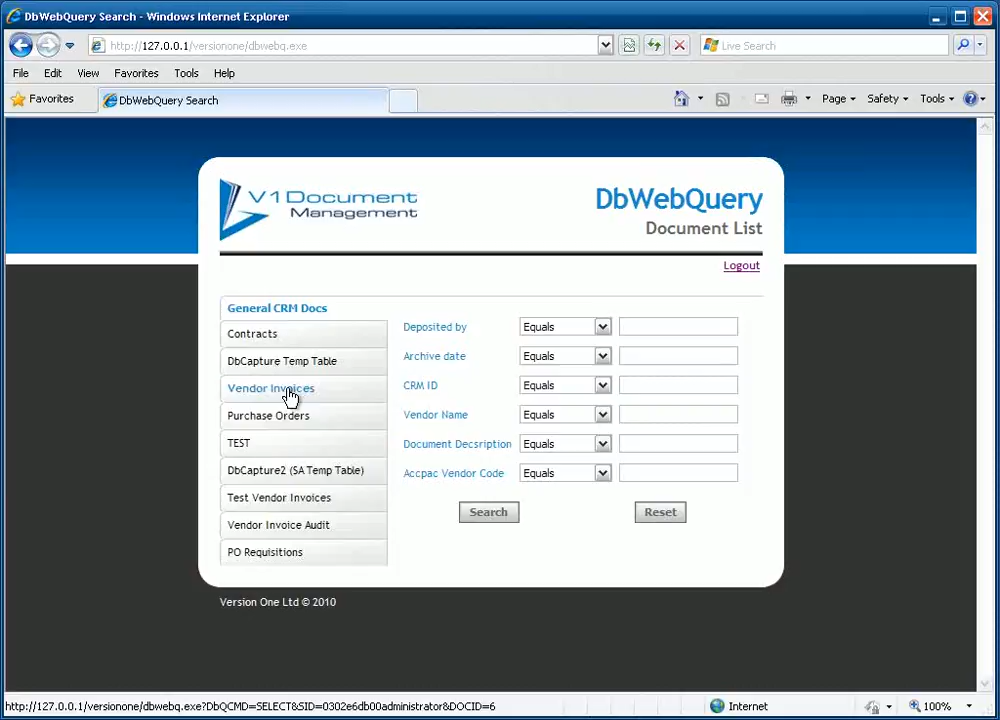 DbWebQuery Search - Windows Internet Explorer
http://127.0.0.1/versionone/dbwebq.exe
Live Search
File Edit View Favorites Tools Help
Favorites DbWebQuery Search Page Safety Tools
V1 Document Management
DbWebQuery
Document List
Logout
General CRM Docs
Contracts
DbCapture Temp Table
Vendor Invoices
Purchase Orders
TEST
DbCapture2 (SA Temp Table)
Test Vendor Invoices
Vendor Invoice Audit
PO Requisitions
Deposited by Equals
Archive date Equals
CRM ID Equals
Vendor Name Equals
Document Decsription Equals
Accpac Vendor Code Equals
Search Reset
Version One Ltd © 2010
http://127.0.0.1/versionone/dbwebq.exe?DbQCMD=SELECT&SID=0302e6db00administrator&DOCID=6 Internet 100%